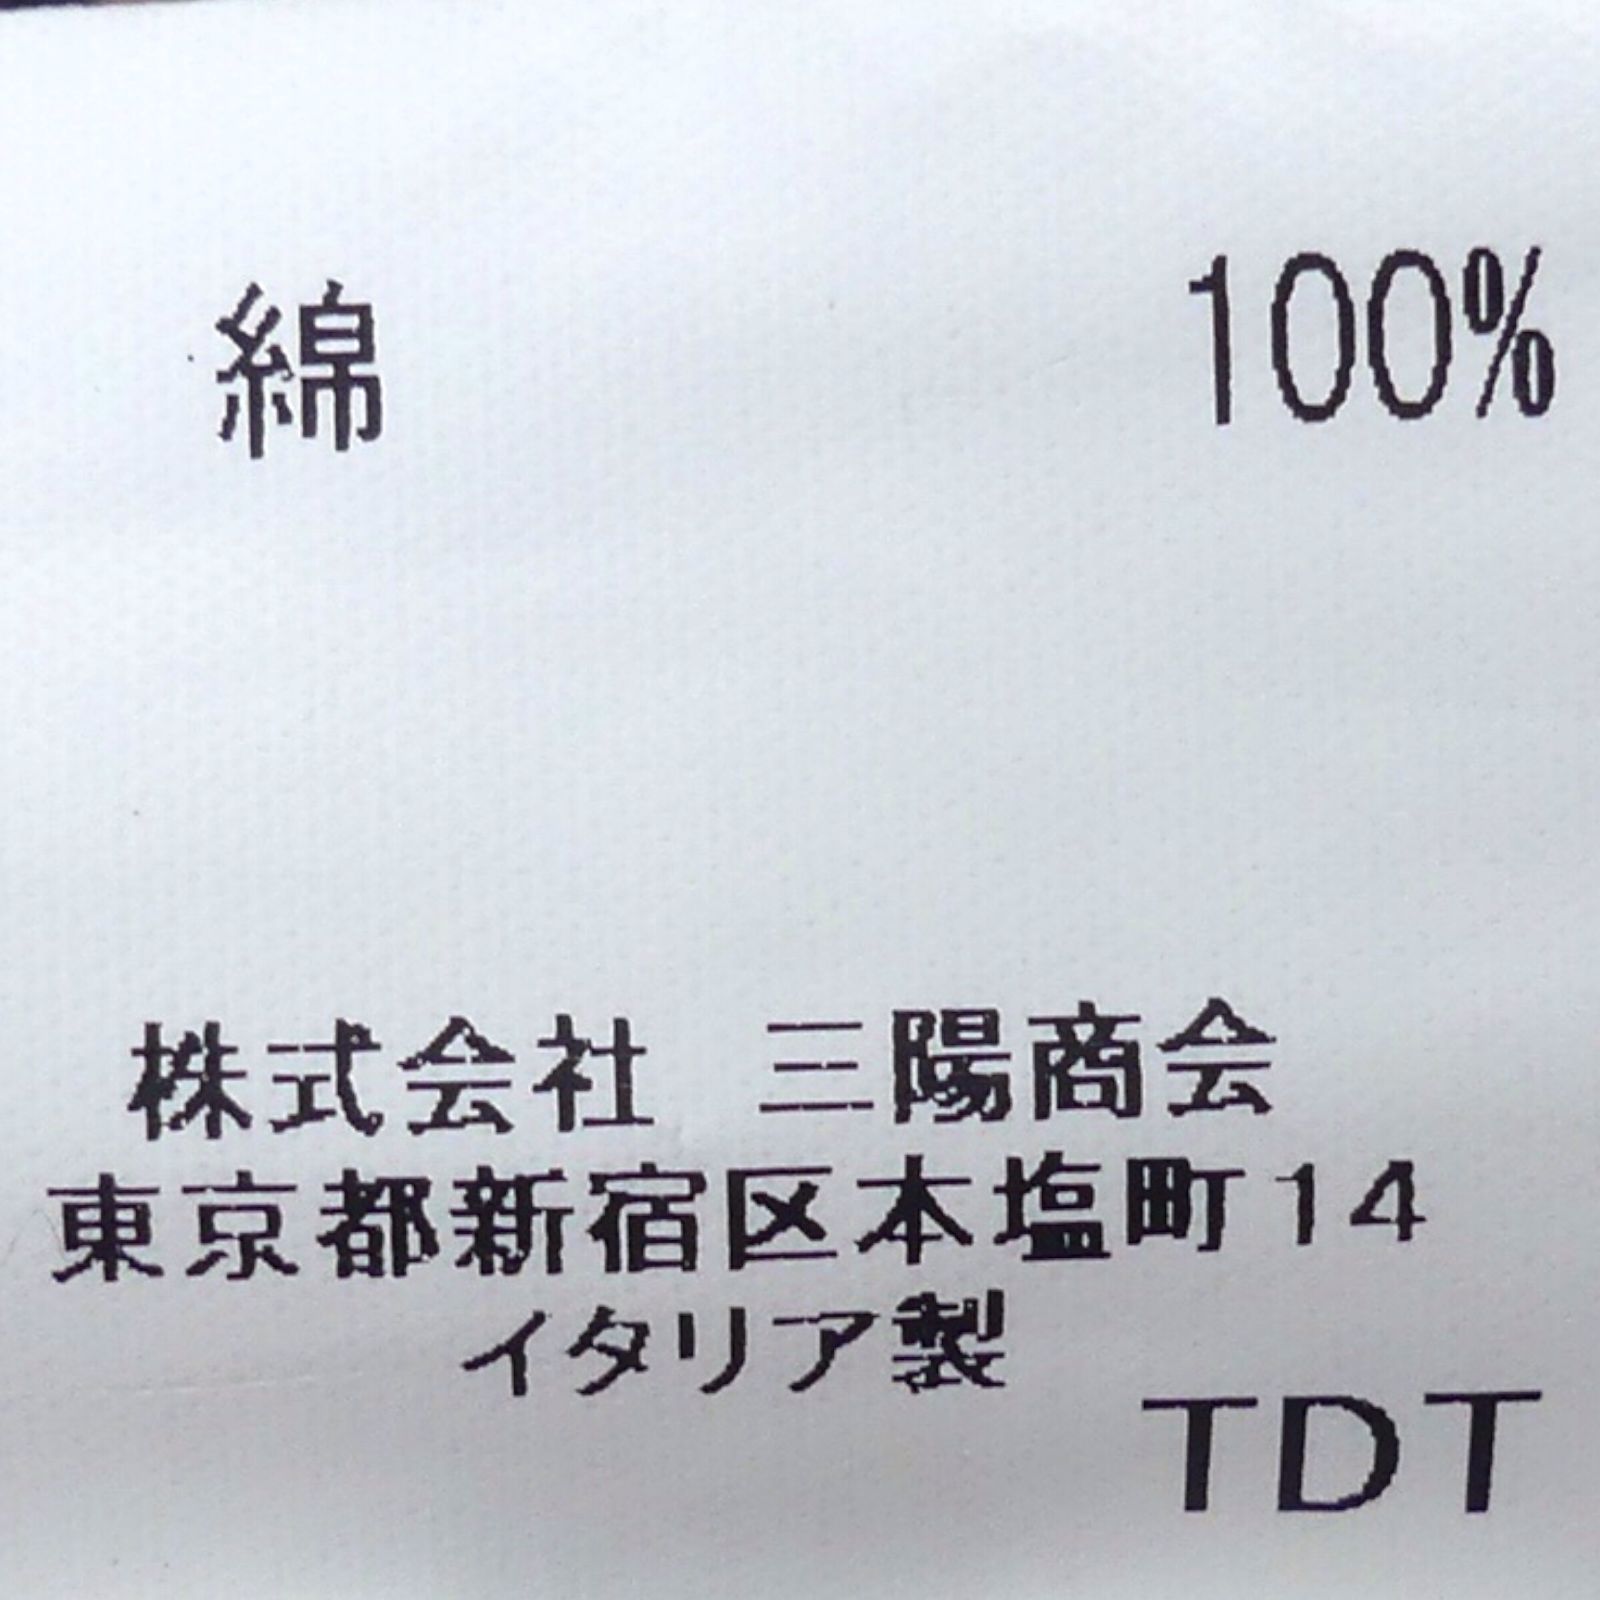 綿 100%
株式会社 三陽商会
東京都新宿区本塩町14
イタリア製
TDT